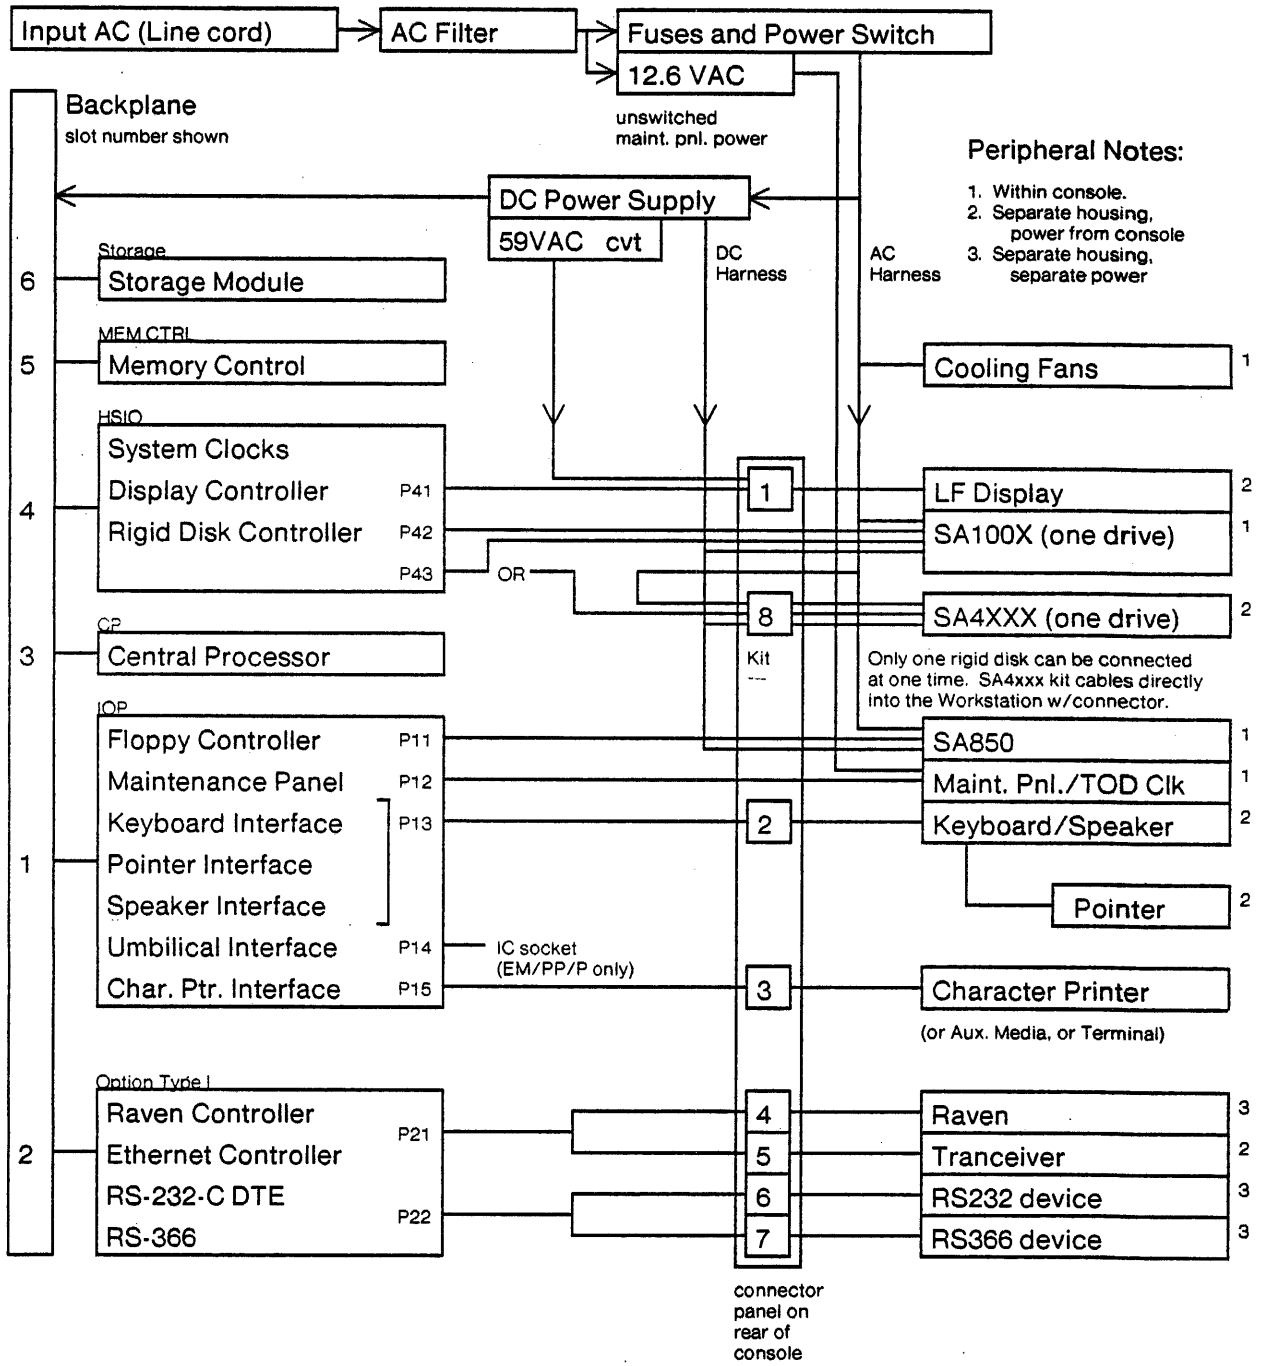 Input AC (Line cord)
AC Filter
Fuses and Power Switch
12.6 VAC
unswitched
maint. pnl. power
Backplane
slot number shown
Peripheral Notes:
1. Within console.
2. Separate housing,
power from console
3. Separate housing,
separate power
DC Power Supply
59VAC cvt
DC
Harness
AC
Harness
Storage
6
Storage Module
MEM CTRL
5
Memory Control
Cooling Fans 1
HSIO
4
System Clocks
Display Controller P41
1
LF Display 2
Rigid Disk Controller P42
SA100X (one drive) 1
P43
OR
8
SA4XXX (one drive) 2
Kit
---
Only one rigid disk can be connected
at one time. SA4xxx kit cables directly
into the Workstation w/connector.
CP
3
Central Processor
IOP
1
Floppy Controller P11
SA850 1
Maintenance Panel P12
Maint. Pnl./TOD Clk 1
Keyboard Interface P13
2
Keyboard/Speaker 2
Pointer Interface
Speaker Interface
Pointer 2
Umbilical Interface P14
IC socket
(EM/PP/P only)
Char. Ptr. Interface P15
3
Character Printer
(or Aux. Media, or Terminal)
Option Type I
2
Raven Controller
P21
4
Raven 3
Ethernet Controller
5
Tranceiver 2
RS-232-C DTE
P22
6
RS232 device 3
RS-366
7
RS366 device 3
connector
panel on
rear of
console